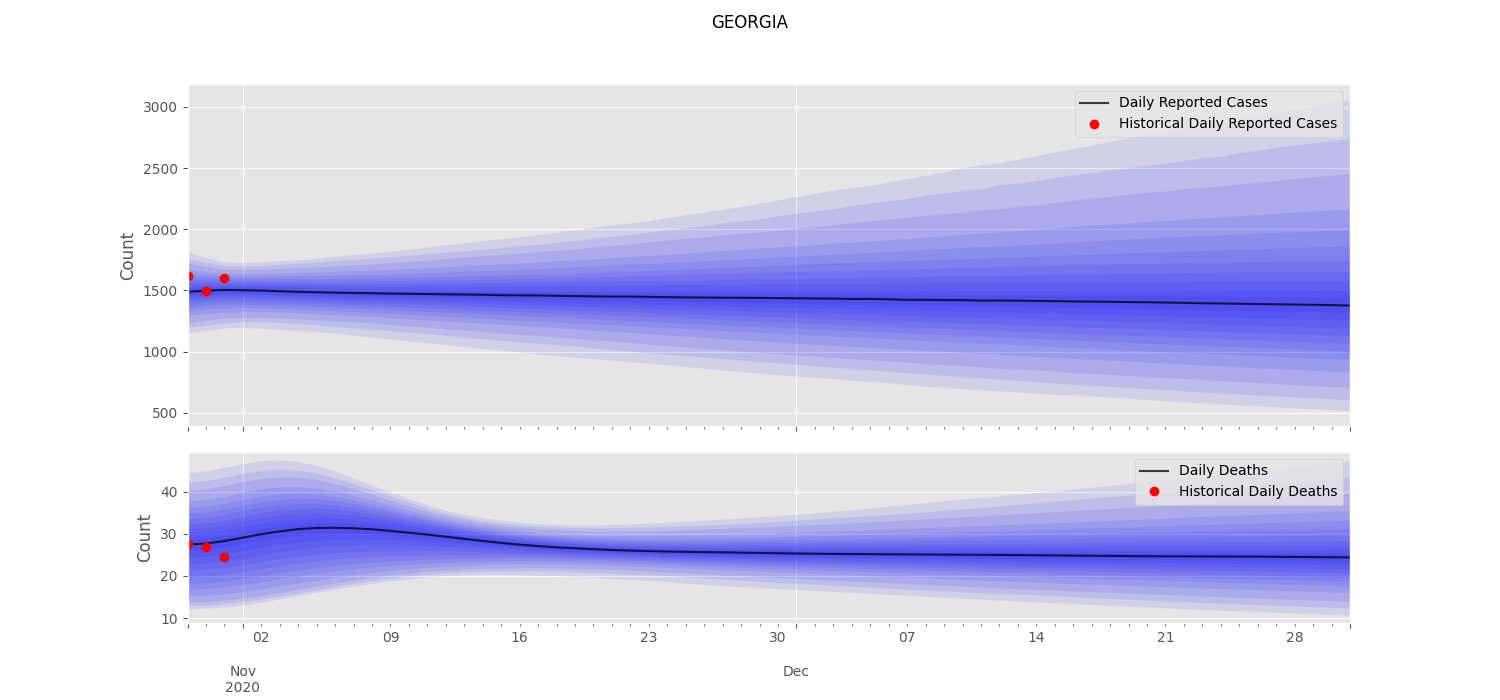 GEORGIA
3000
2500
2000
1500
1000
500
Count
Daily Reported Cases
Historical Daily Reported Cases
40
30
20
10
Count
Daily Deaths
Historical Daily Deaths
02 09 16 23 30 07 14 21 28
Nov Dec
2020